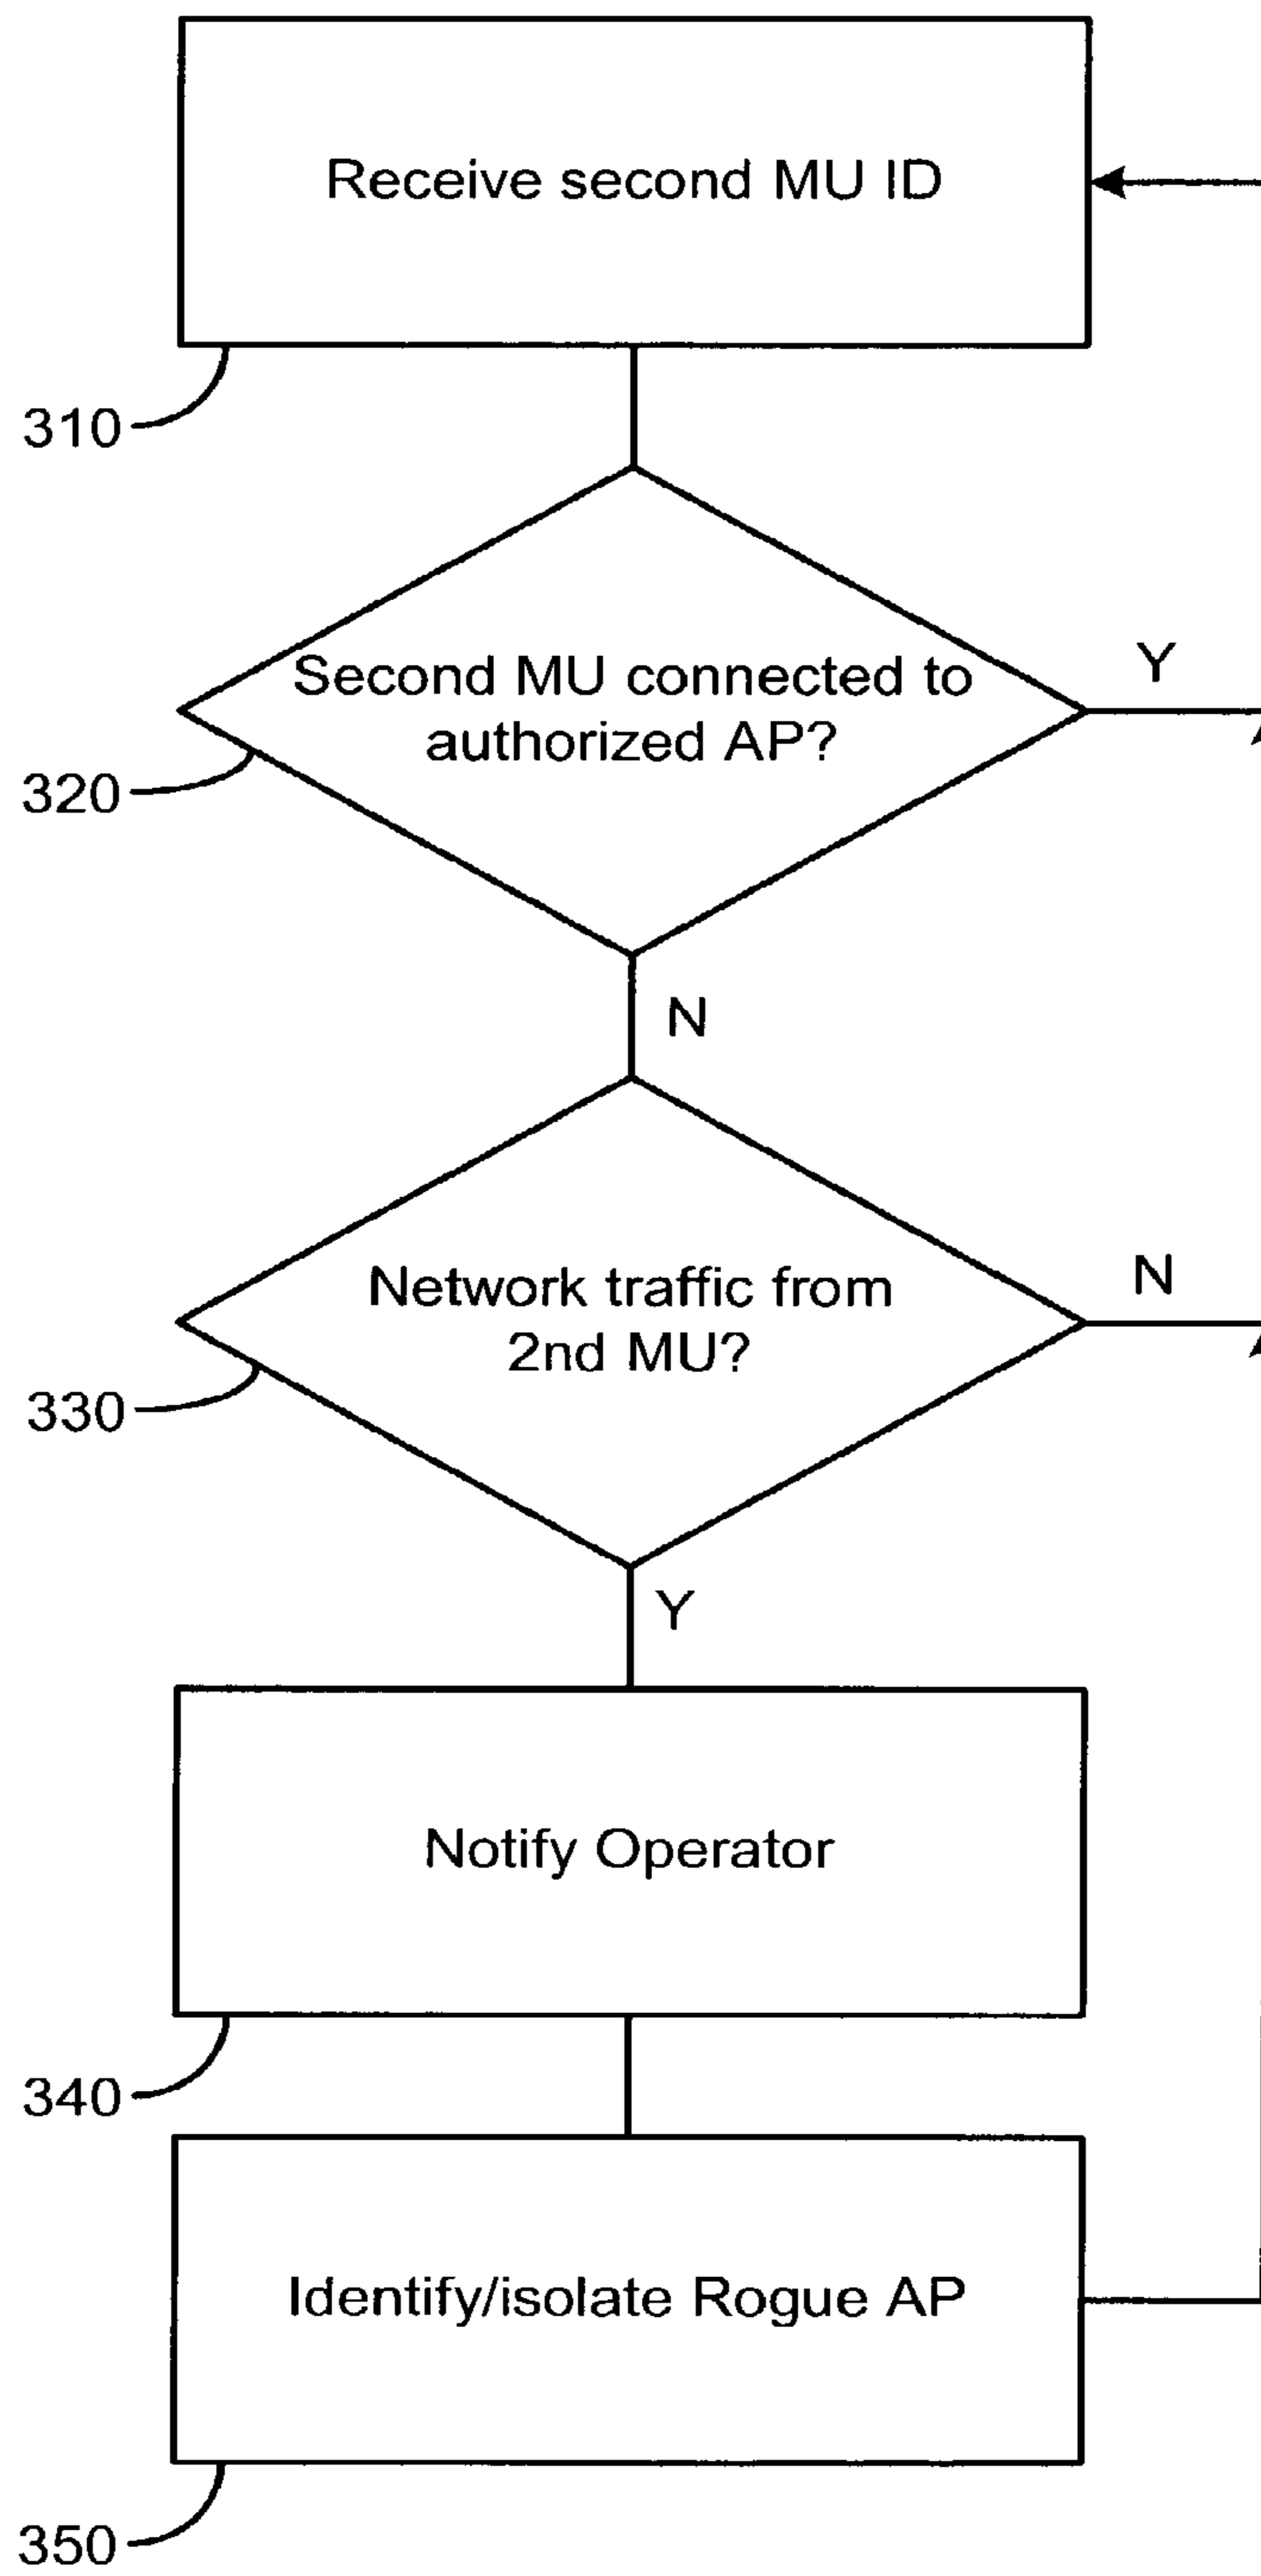 Receive second MU ID
310
Second MU connected to
authorized AP?
Y
320
N
Network traffic from
2nd MU?
N
330
Y
Notify Operator
340
Identify/isolate Rogue AP
350